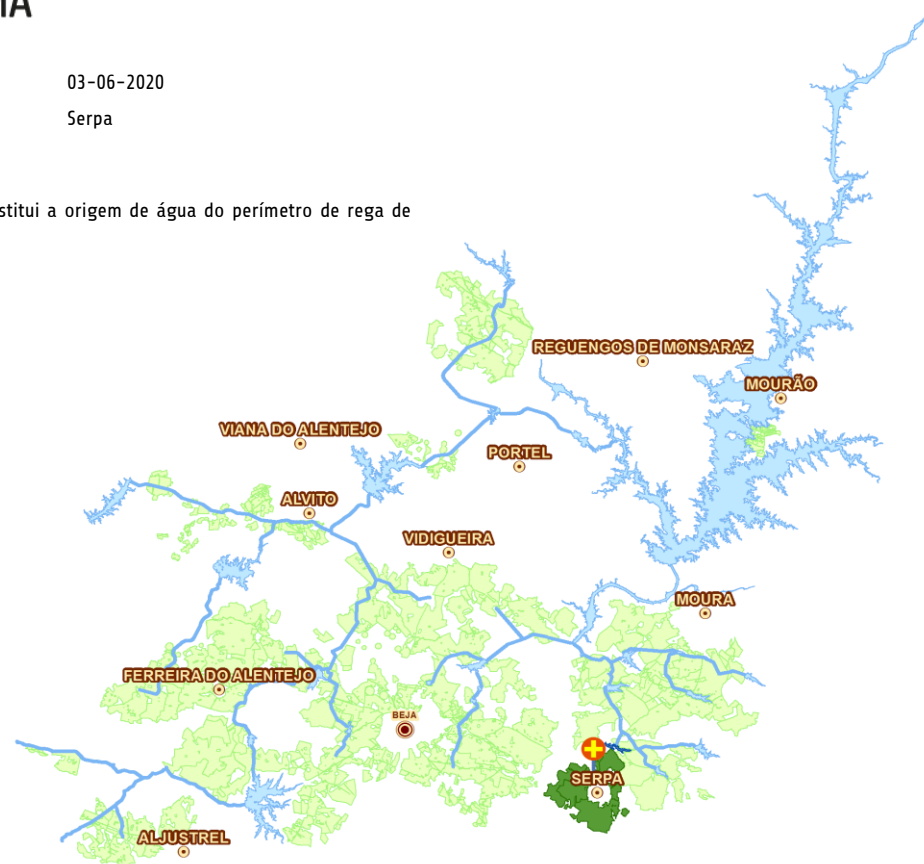 IA
03-06-2020
Serpa
stitui a origem de água do perímetro de rega de
REGUENGOS DE MONSARAZ
MOURÃO
VIANA DO ALENTEJO
PORTEL
ALVITO
VIDIGUEIRA
MOURA
FERREIRA DO ALENTEJO
BEJA
SERPA
ALJUSTREL